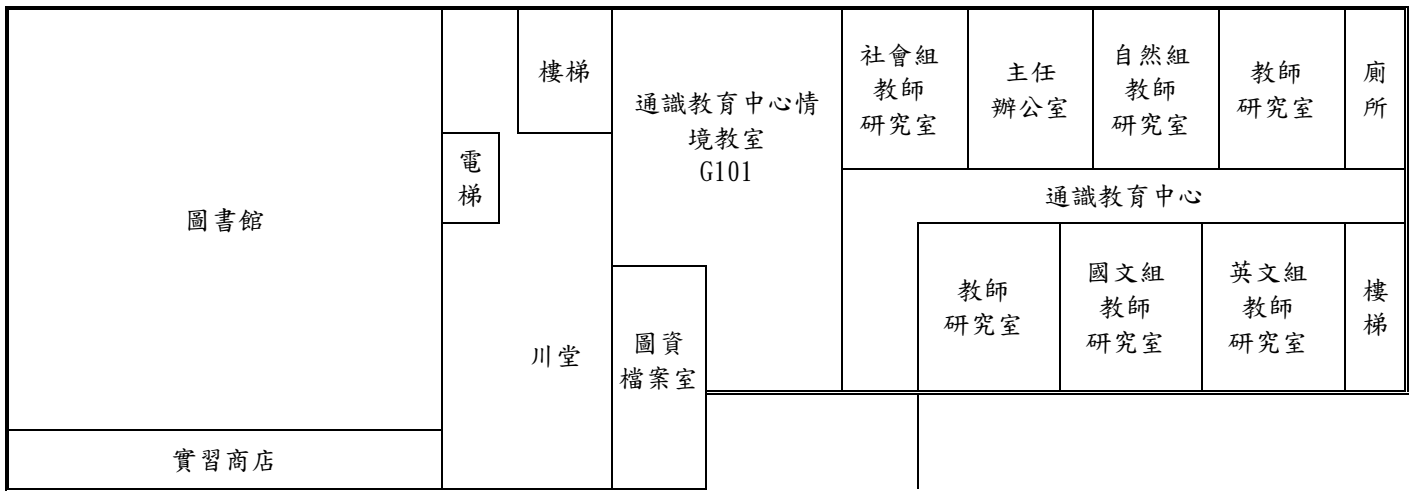 圖書館
實習商店
電
梯
樓梯
川堂
通識教育中心情
境教室
G101
圖資
檔案室
社會組
教師
研究室
主任
辦公室
自然組
教師
研究室
教師
研究室
廁
所
通識教育中心
教師
研究室
國文組
教師
研究室
英文組
教師
研究室
樓
梯